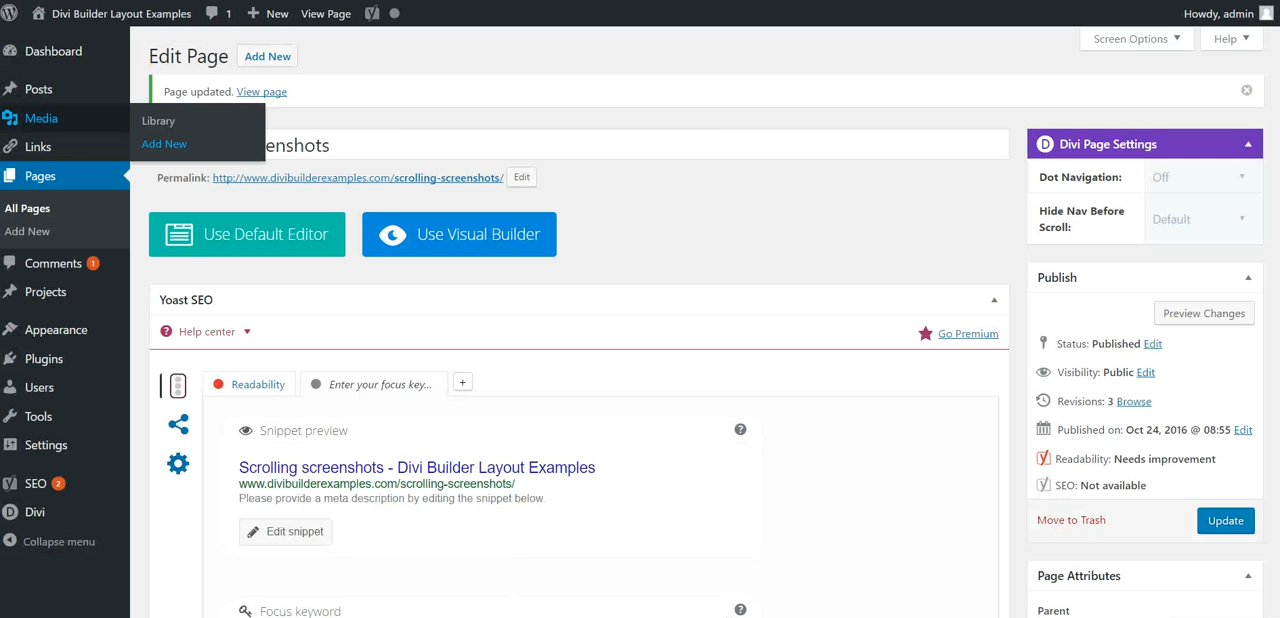 Divi Builder Layout Examples 1 New View Page Howdy, admin
Dashboard
Posts
Media
Links
Pages
All Pages
Add New
Comments 1
Projects
Appearance
Plugins
Users
Tools
Settings
SEO 2
Divi
Collapse menu
Library
Add New
Screen Options Help
Edit Page Add New
Page updated. View page
enshots
Permalink: http://www.divibuilderexamples.com/scrolling-screenshots/ Edit
Use Default Editor Use Visual Builder
Yoast SEO
Help center Go Premium
Readability Enter your focus key... +
Snippet preview
Scrolling screenshots - Divi Builder Layout Examples
www.divibuilderexamples.com/scrolling-screenshots/
Please provide a meta description by editing the snippet below.
Edit snippet
Focus keyword
Divi Page Settings
Dot Navigation: Off
Hide Nav Before Scroll: Default
Publish
Preview Changes
Status: Published Edit
Visibility: Public Edit
Revisions: 3 Browse
Published on: Oct 24, 2016 @ 08:55 Edit
Readability: Needs improvement
SEO: Not available
Move to Trash Update
Page Attributes
Parent